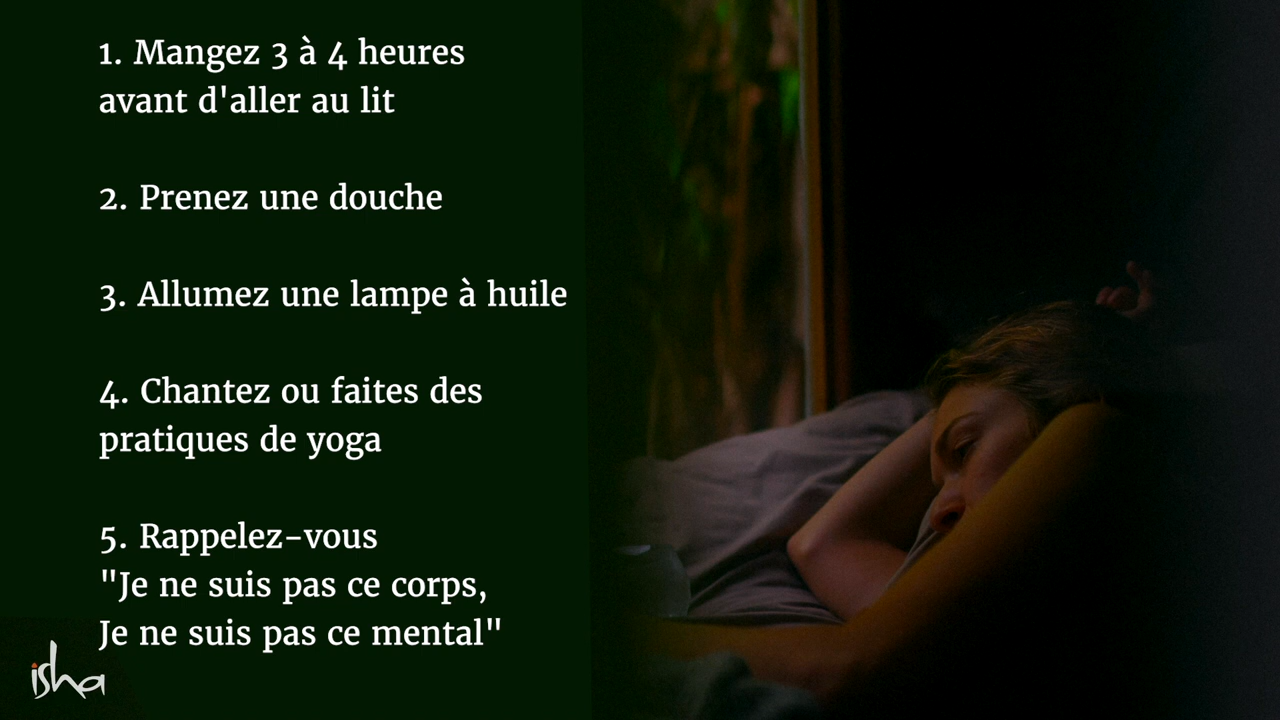 1. Mangez 3 à 4 heures
avant d'aller au lit
2. Prenez une douche
3. Allumez une lampe à huile
4. Chantez ou faites des
pratiques de yoga
5. Rappelez-vous
"Je ne suis pas ce corps,
Je ne suis pas ce mental"
isha